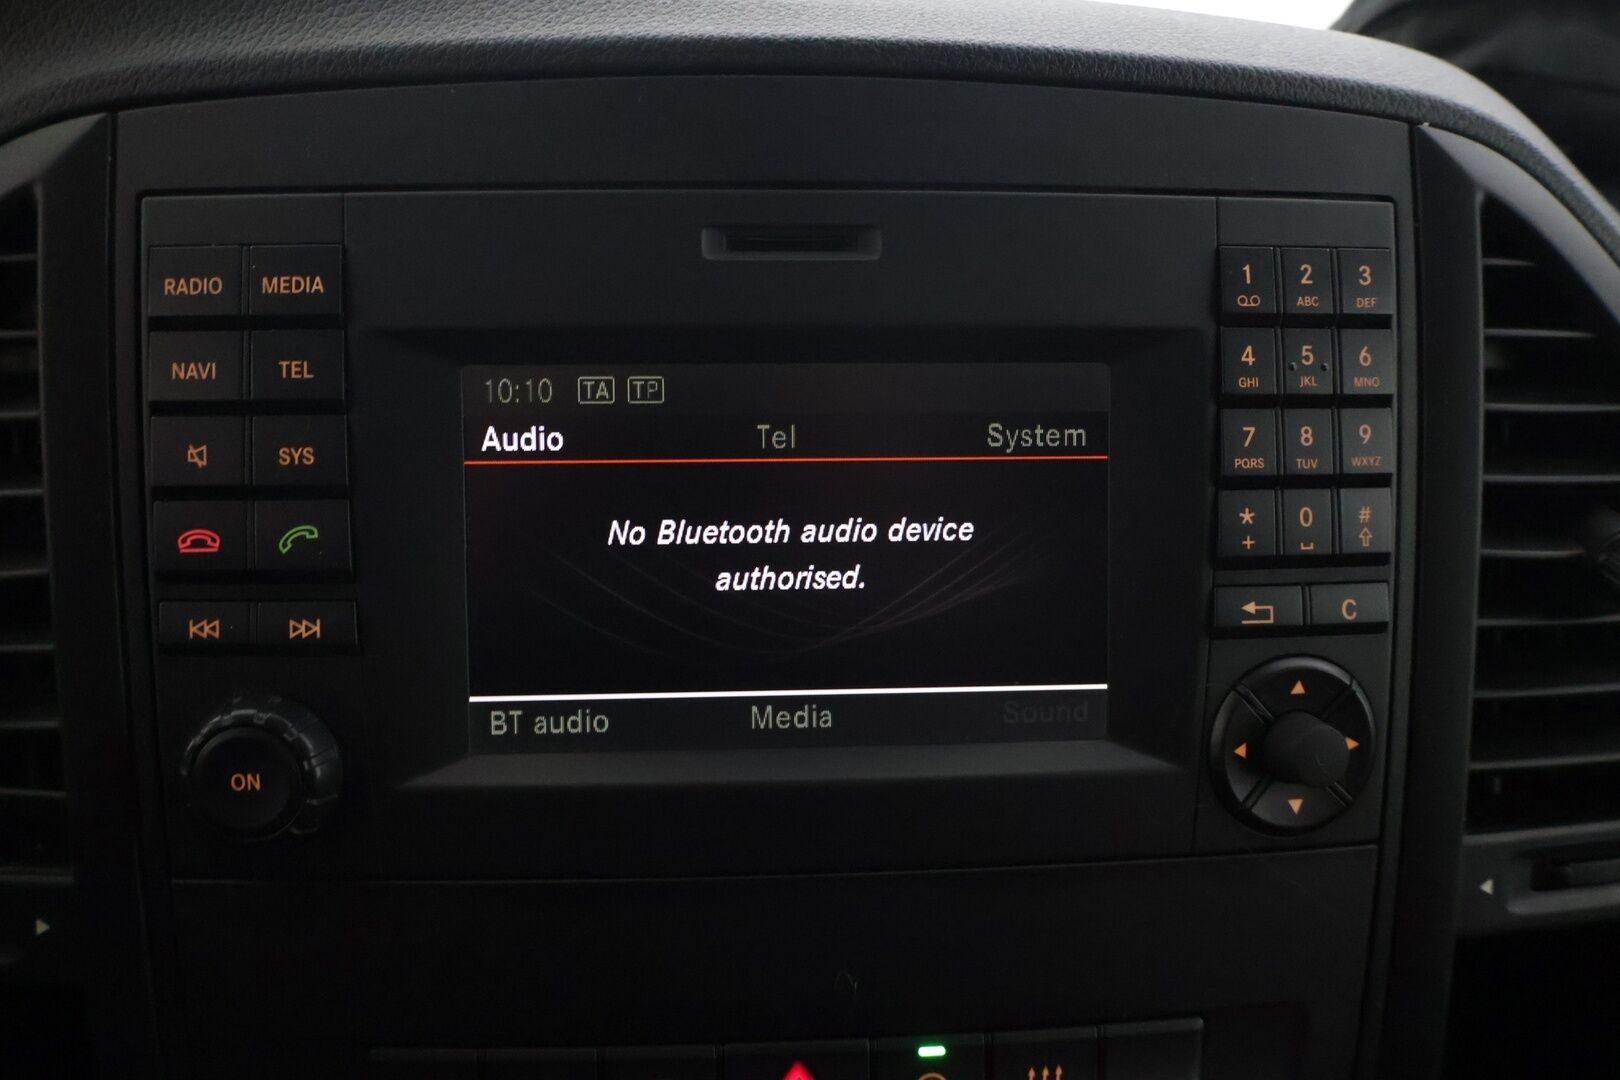 RADIO MEDIA
NAVI TEL
SYS
ON
10:10 TA TP
Audio Tel System
No Bluetooth audio device
authorised.
BT audio Media Sound
1 2 3
ABC DEF
4 5 6
GHI JKL MNO
7 8 9
PQRS TUV WXYZ
* 0 #
+
C